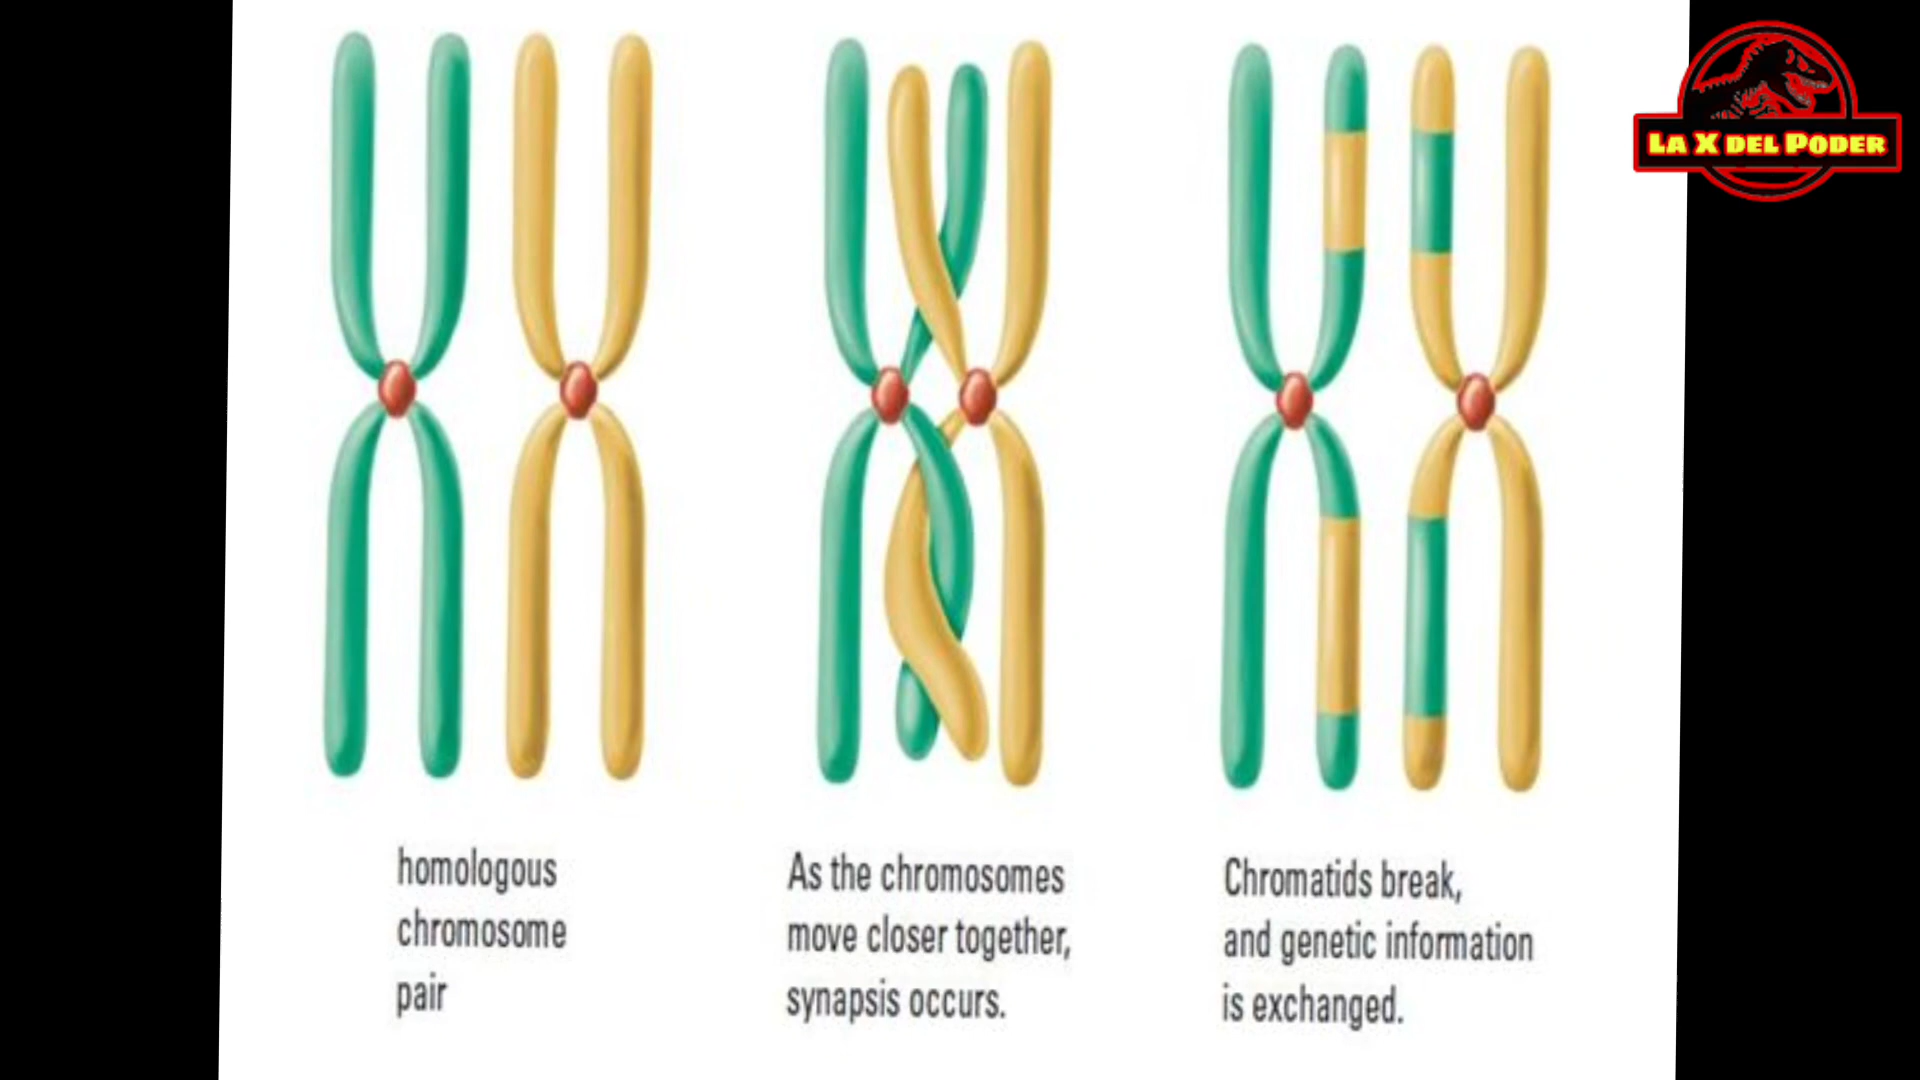 LA X DEL PODER
homologous
chromosome
pair
As the chromosomes
move closer together,
synapsis occurs.
Chromatids break,
and genetic information
is exchanged.